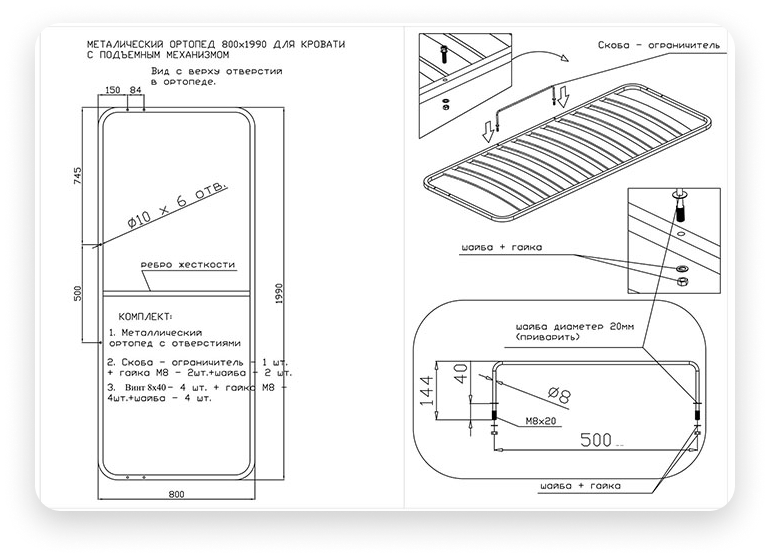 МЕТАЛИЧЕСКИЙ ОРТОПЕД 800х1990 ДЛЯ КРОВАТИ
С ПОДЪЕМНЫМ МЕХАНИЗМОМ
Вид с верху отверстий
в ортопеде.
150 84
745
Ø10 х 6 отв.
ребро жесткости
500
1990
КОМПЛЕКТ:
1. Металлический
ортопед с отверстиями
2. Скоба - ограничитель - 1 шт.
+ гайка М8 - 2шт.+шайба - 2 шт.
3. Винт 8х40 - 4 шт. + гайка М8 -
4шт.+шайба - 4 шт.
800
Скоба - ограничитель
шайба + гайка
шайба диаметер 20мм
(приварить)
144
40
Ø8
М8х20
500
шайба + гайка